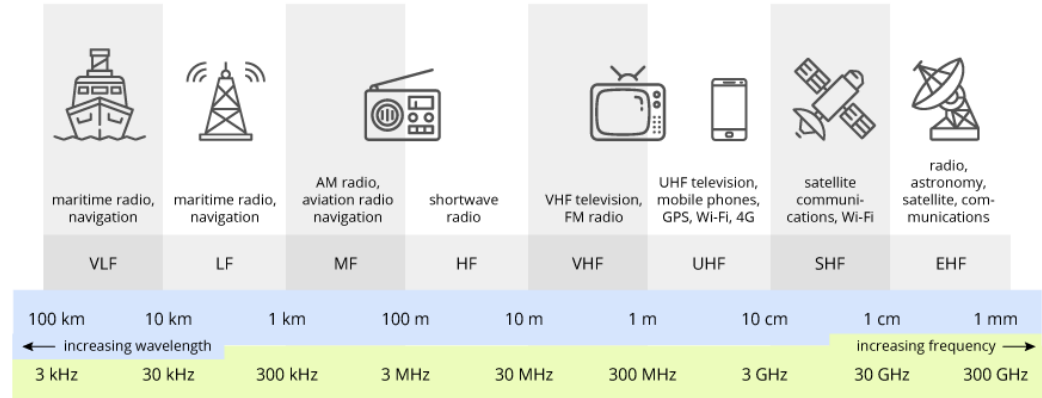 maritime radio,
navigation
maritime radio,
navigation
AM radio,
aviation radio
navigation
shortwave
radio
VHF television,
FM radio
UHF television,
mobile phones,
GPS, Wi-Fi, 4G
satellite
communi-
cations, Wi-Fi
radio,
astronomy,
satellite, com-
munications
VLF LF MF HF VHF UHF SHF EHF
100 km 10 km 1 km 100 m 10 m 1 m 10 cm 1 cm 1 mm
increasing wavelength increasing frequency
3 kHz 30 kHz 300 kHz 3 MHz 30 MHz 300 MHz 3 GHz 30 GHz 300 GHz